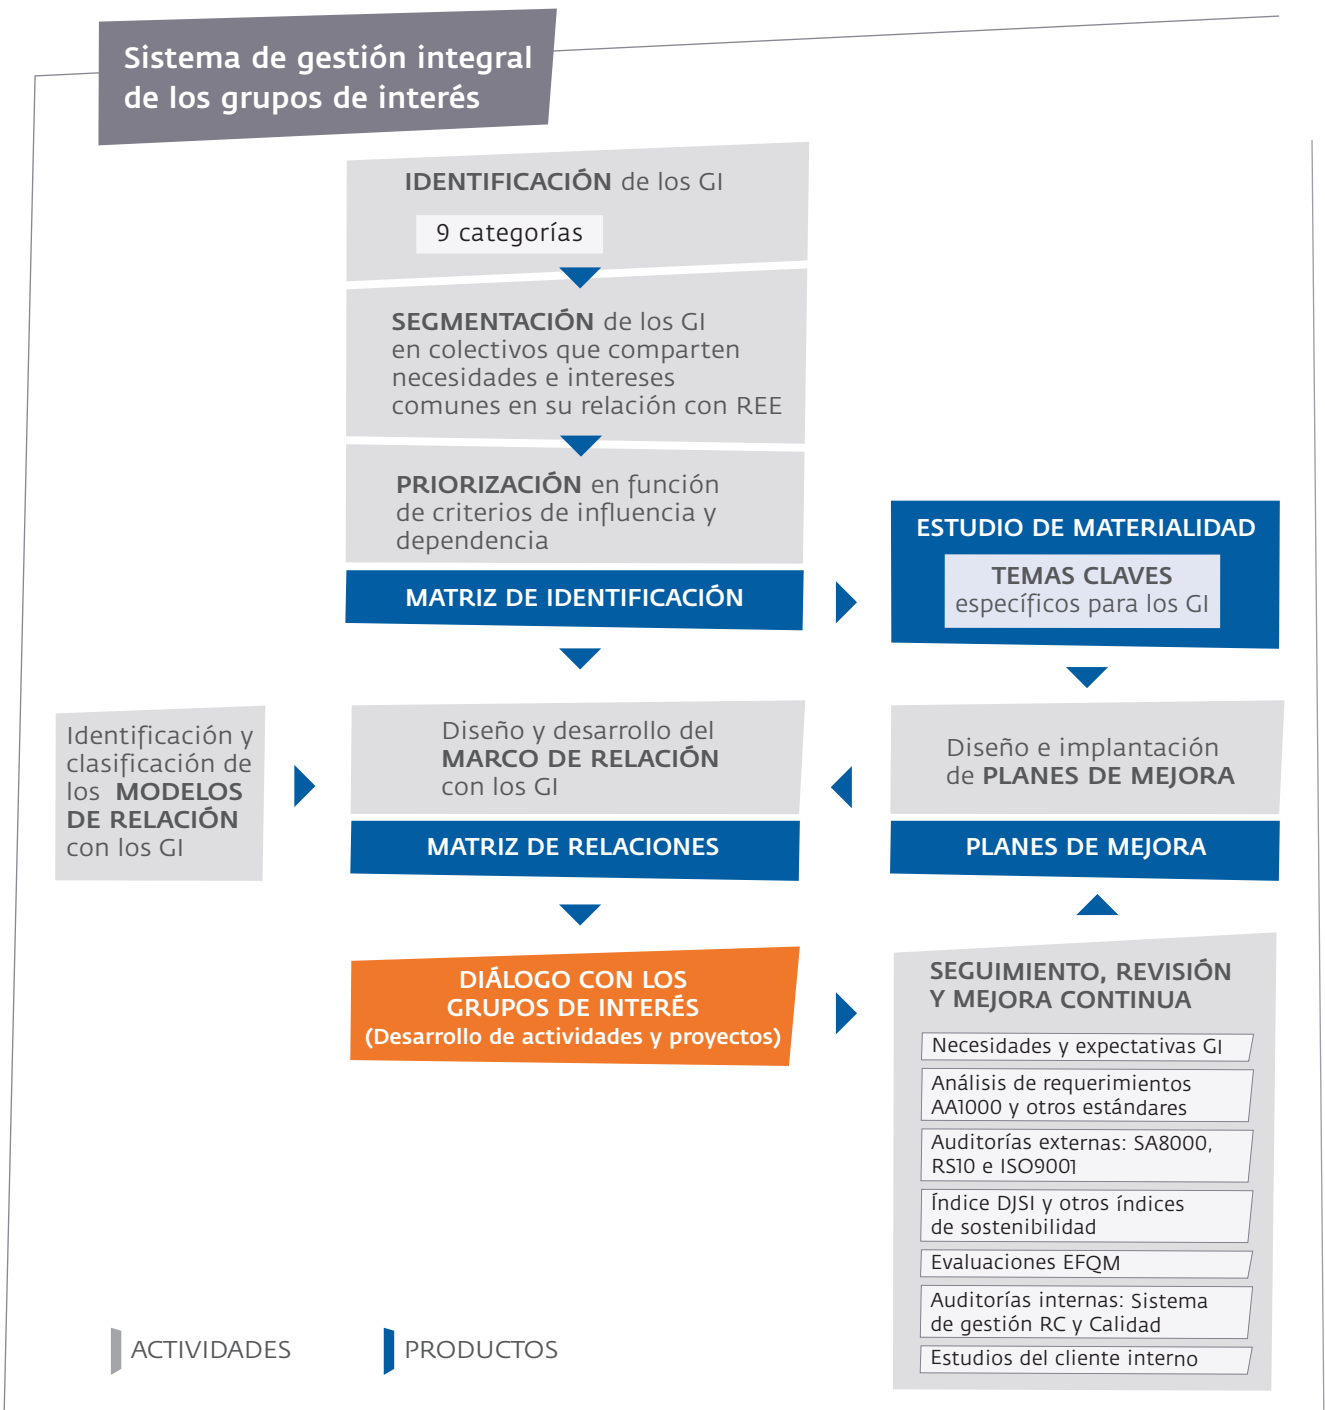 Sistema de gestión integral
de los grupos de interés
IDENTIFICACIÓN de los GI
9 categorías
SEGMENTACIÓN de los GI
en colectivos que comparten
necesidades e intereses
comunes en su relación con REE
PRIORIZACIÓN en función
de criterios de influencia y
dependencia
MATRIZ DE IDENTIFICACIÓN
ESTUDIO DE MATERIALIDAD
TEMAS CLAVES
específicos para los GI
Identificación y
clasificación de
los MODELOS
DE RELACIÓN
con los GI
Diseño y desarrollo del
MARCO DE RELACIÓN
con los GI
MATRIZ DE RELACIONES
Diseño e implantación
de PLANES DE MEJORA
PLANES DE MEJORA
DIÁLOGO CON LOS
GRUPOS DE INTERÉS
(Desarrollo de actividades y proyectos)
SEGUIMIENTO, REVISIÓN
Y MEJORA CONTINUA
Necesidades y expectativas GI
Análisis de requerimientos
AA1000 y otros estándares
Auditorías externas: SA8000,
RS10 e ISO9001
Índice DJSI y otros índices
de sostenibilidad
Evaluaciones EFQM
Auditorías internas: Sistema
de gestión RC y Calidad
Estudios del cliente interno
ACTIVIDADES
PRODUCTOS